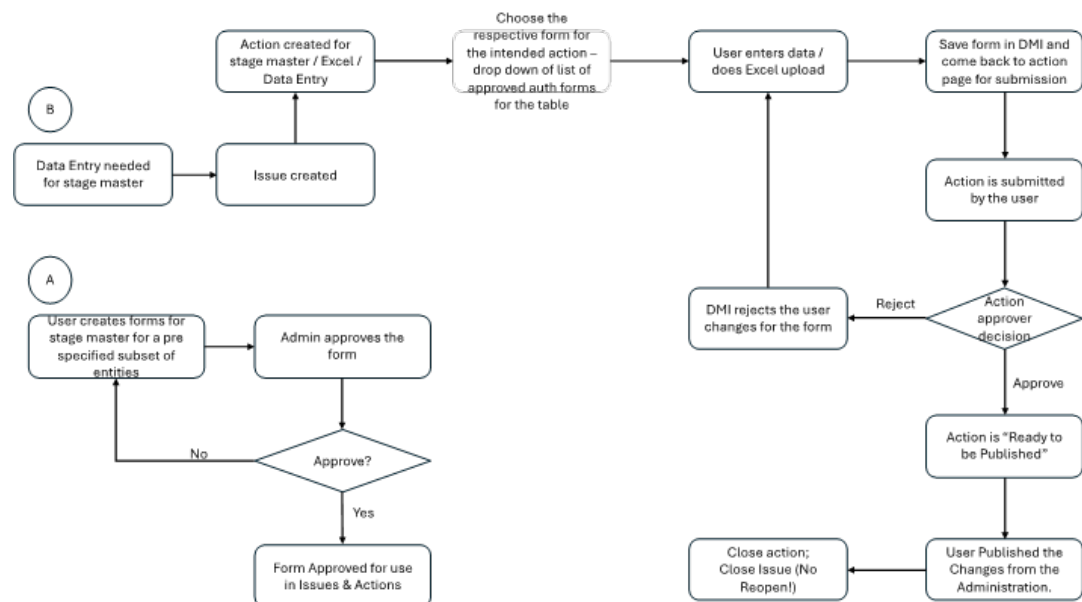 Action created for
stage master / Excel /
Data Entry
Choose the
respective form for
the intended action –
drop down of list of
approved auth forms
for the table
User enters data /
does Excel upload
Save form in DMI and
come back to action
page for submission
B
Data Entry needed
for stage master
Issue created
Action is submitted
by the user
A
User creates forms for
stage master for a pre
specified subset of
entities
Admin approves the
form
DMI rejects the user
changes for the form
Reject
Action
approver
decision
Approve
No
Approve?
Yes
Action is “Ready to
be Published”
Form Approved for use
in Issues & Actions
Close action;
Close Issue (No
Reopen!)
User Published the
Changes from the
Administration.